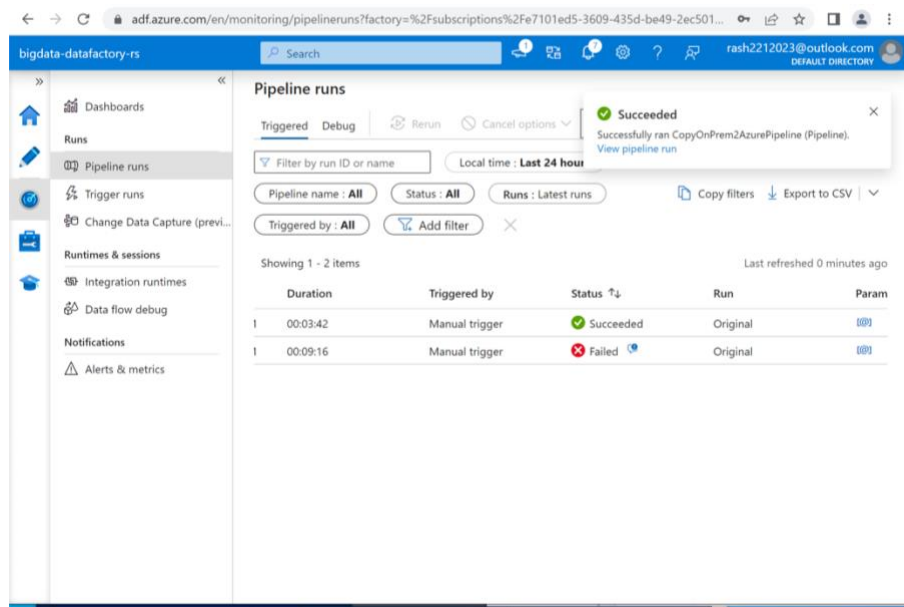 adf.azure.com/en/monitoring/pipelineruns?factory=%2Fsubscriptions%2Fe7101ed5-3609-435d-be49-2ec501...
bigdata-datafactory-rs
Search
1
7
rash2212023@outlook.com
DEFAULT DIRECTORY
Dashboards
Runs
Pipeline runs
Trigger runs
Change Data Capture (previ...
Runtimes & sessions
Integration runtimes
Data flow debug
Notifications
Alerts & metrics
Pipeline runs
Triggered Debug Rerun Cancel options
Succeeded
Successfully ran CopyOnPrem2AzurePipeline (Pipeline).
View pipeline run
Filter by run ID or name Local time : Last 24 hour
Pipeline name : All Status : All Runs : Latest runs Copy filters Export to CSV
Triggered by : All Add filter
Showing 1 - 2 items Last refreshed 0 minutes ago
Duration Triggered by Status Run Param
1 00:03:42 Manual trigger Succeeded Original [@]
1 00:09:16 Manual trigger Failed Original [@]